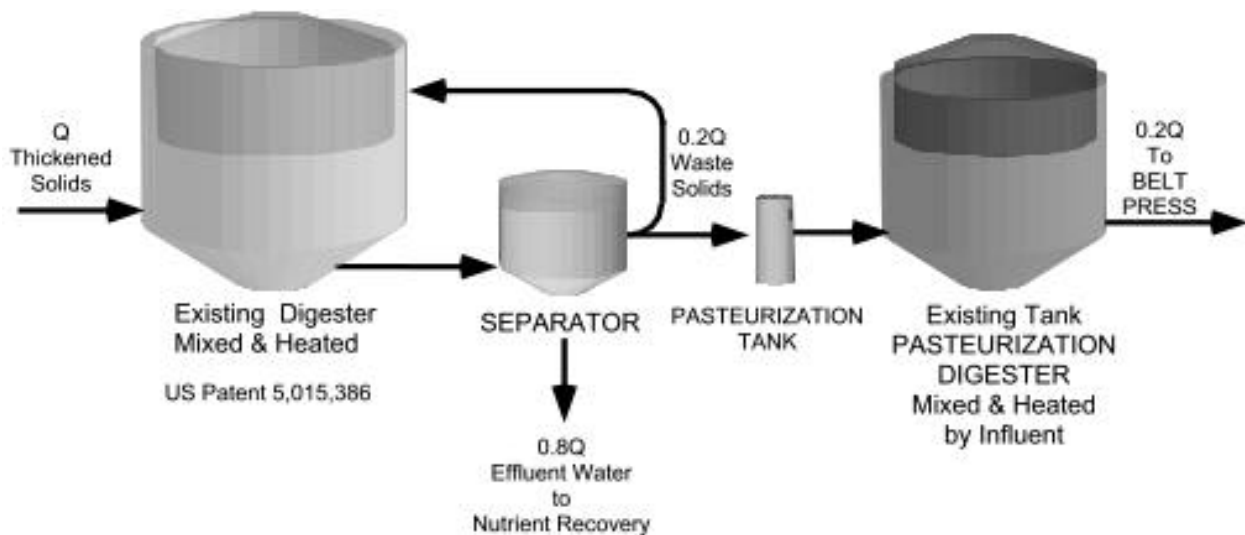 Q
Thickened
Solids
Existing Digester
Mixed & Heated
US Patent 5,015,386
SEPARATOR
0.8Q
Effluent Water
to
Nutrient Recovery
0.2Q
Waste
Solids
PASTEURIZATION
TANK
Existing Tank
PASTEURIZATION
DIGESTER
Mixed & Heated
by Influent
0.2Q
To
BELT
PRESS